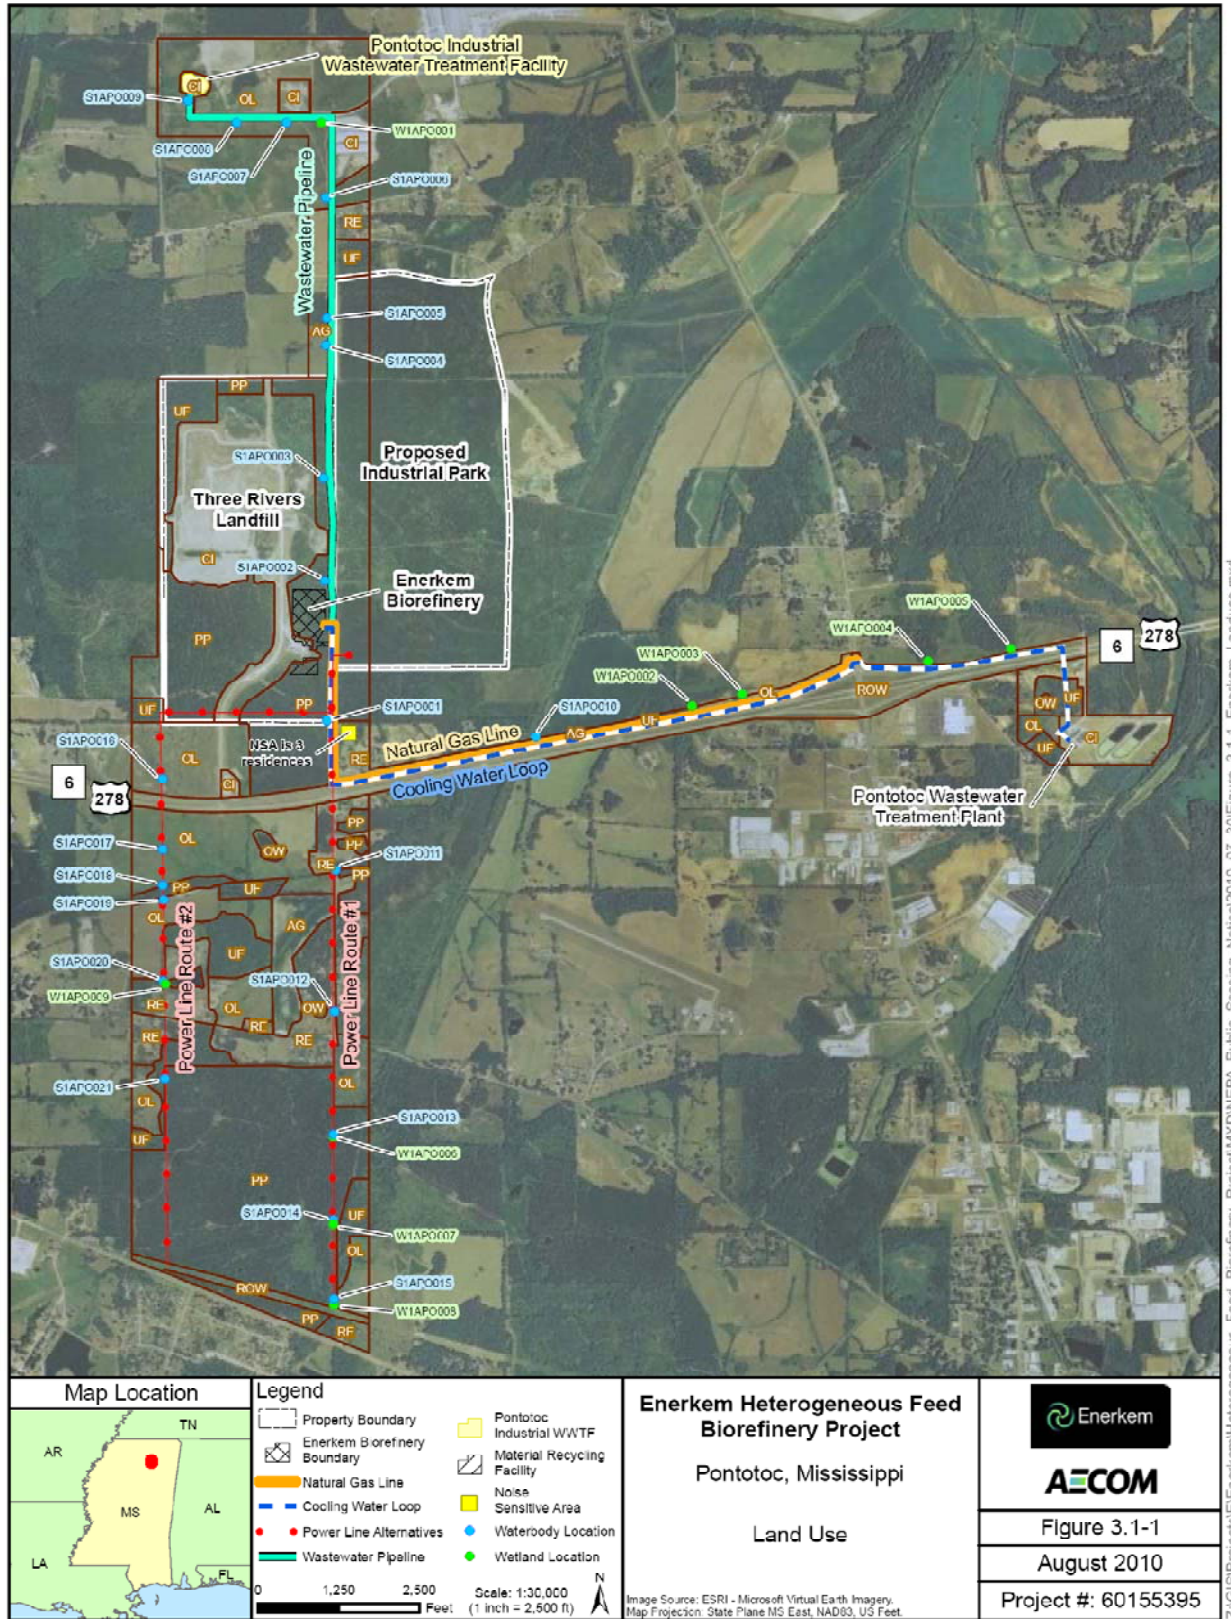 Pontotoc Industrial
Wastewater Treatment Facility
CI
S1APO009
OL
CI
W1APO001
S1APO008
CI
S1APO007
Wastewater Pipeline
S1APO006
RE
UF
S1APO005
AG
S1APO004
PP
UF
S1APO003
Proposed
Industrial Park
Three Rivers
Landfill
CI
S1APO002
Enerkem
Biorefinery
W1APO005
PP
W1APO004
6
278
W1APO003
W1APO002
OL
ROW
OW
UF
UF
PP
S1APO001
S1APO010
UF
AG
OL
CI
UF
S1APO016
NSA is 3
residences
Natural Gas Line
OL
RE
6
278
CI
Cooling Water Loop
Pontotoc Wastewater
Treatment Plant
PP
S1APO017
OL
OW
PP
RE
S1APO011
S1APO018
PP
UF
PP
S1APO019
OL
AG
Power Line Route #2
Power Line Route #1
UF
S1APO020
S1APO012
W1APO009
RE
OL
OW
RE
RE
RE
S1APO021
OL
OL
S1APO013
UF
W1APO006
PP
S1APO014
UF
W1APO007
OL
S1APO015
ROW
W1APO008
PP
RE
Map Location
TN
AR
MS
AL
LA
FL
Legend
Property Boundary
Enerkem Biorefinery
Boundary
Natural Gas Line
Cooling Water Loop
Power Line Alternatives
Wastewater Pipeline
Pontotoc
Industrial WWTF
Material Recycling
Facility
Noise
Sensitive Area
Waterbody Location
Wetland Location
0 1,250 2,500
Feet
Scale: 1:30,000
(1 inch = 2,500 ft)
N
Enerkem Heterogeneous Feed
Biorefinery Project
Pontotoc, Mississippi
Land Use
Image Source: ESRI - Microsoft Virtual Earth Imagery.
Map Projection: State Plane MS East, NAD83, US Feet.
Enerkem
AECOM
Figure 3.1-1
August 2010
Project #: 60155395